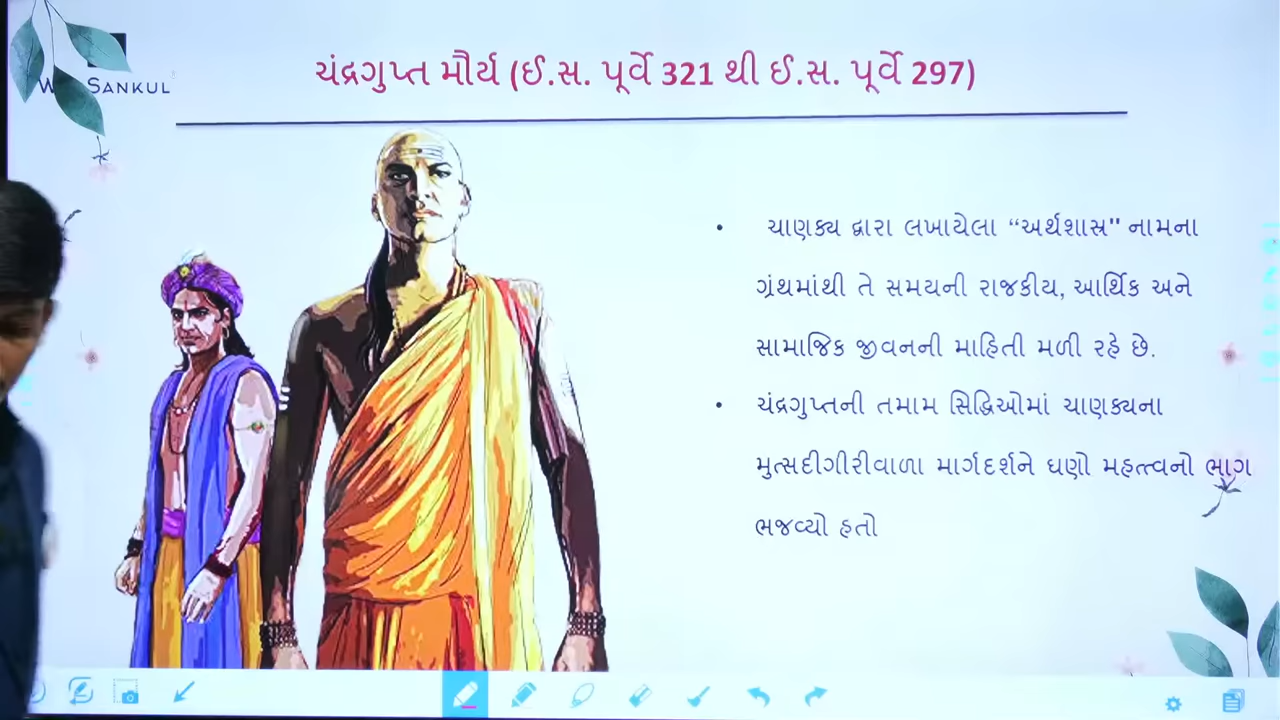 SANKUL
ચંદ્રગુપ્ત મૌર્ય (ઈ.સ. પૂર્વે 321 થી ઈ.સ. પૂર્વે 297)
• ચાણક્ય દ્વારા લખાયેલા “અર્થશાસ્ત્ર" નામના
ગ્રંથમાંથી તે સમયની રાજકીય, આર્થિક અને
સામાજિક જીવનની માહિતી મળી રહે છે.
• ચંદ્રગુપ્તની તમામ સિદ્ધિઓમાં ચાણક્યના
મુત્સદીગીરીવાળા માર્ગદર્શને ઘણો મહત્ત્વનો ભાગ
ભજવ્યો હતો